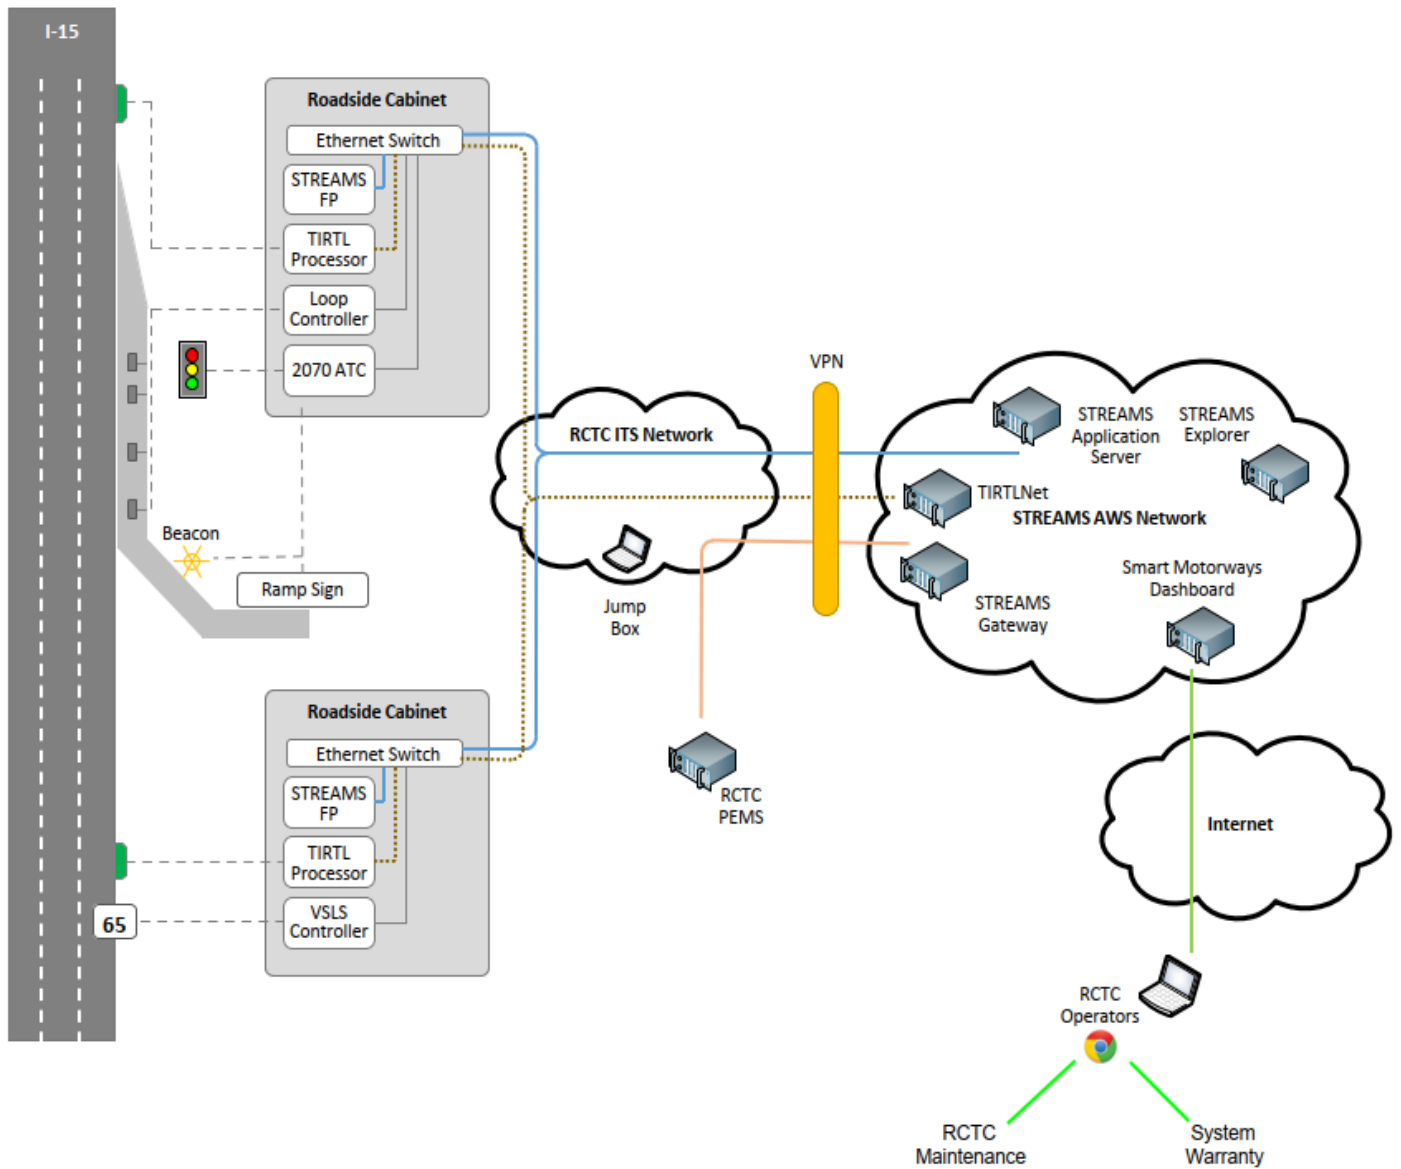 I-15
Roadside Cabinet
Ethernet Switch
STREAMS
FP
TIRTL
Processor
Loop
Controller
2070 ATC
Beacon
Ramp Sign
Roadside Cabinet
Ethernet Switch
STREAMS
FP
TIRTL
Processor
VSLS
Controller
65
RCTC ITS Network
Jump
Box
VPN
RCTC
PEMS
STREAMS
Application
Server
STREAMS
Explorer
TIRTLNet
STREAMS AWS Network
STREAMS
Gateway
Smart Motorways
Dashboard
Internet
RCTC
Operators
RCTC
Maintenance
System
Warranty